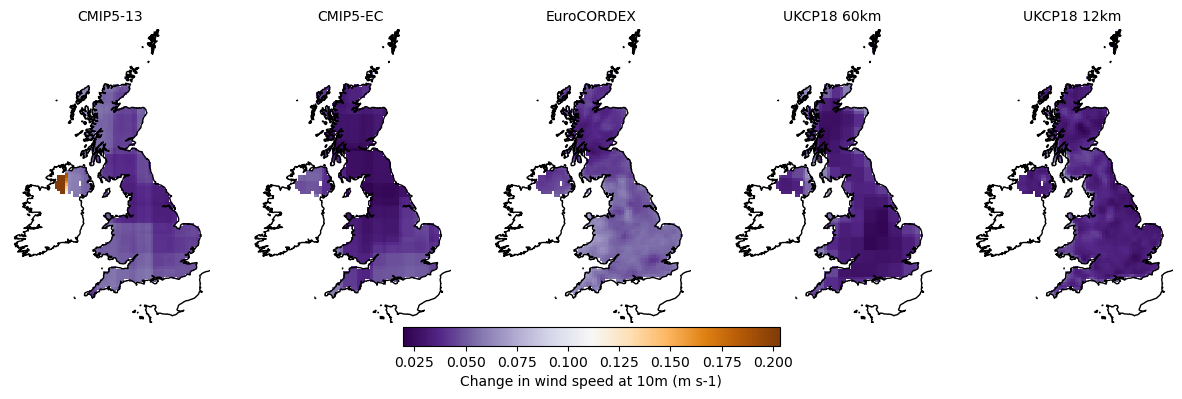 CMIP5-13 CMIP5-EC EuroCORDEX UKCP18 60km UKCP18 12km
0.025 0.050 0.075 0.100 0.125 0.150 0.175 0.200
Change in wind speed at 10m (m s-1)